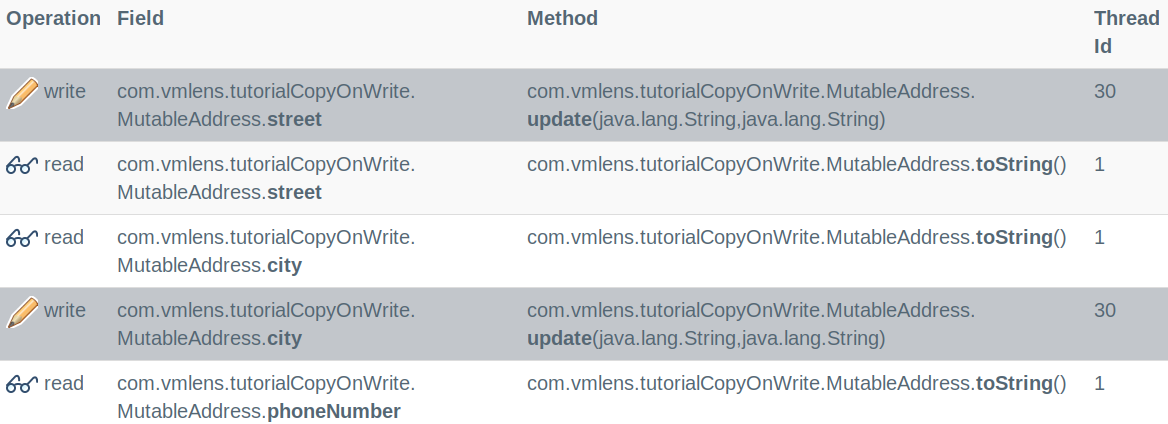 Operation Field Method Thread
Id
write com.vmlens.tutorialCopyOnWrite. com.vmlens.tutorialCopyOnWrite.MutableAddress. 30
MutableAddress.street update(java.lang.String,java.lang.String)
read com.vmlens.tutorialCopyOnWrite. com.vmlens.tutorialCopyOnWrite.MutableAddress.toString() 1
MutableAddress.street
read com.vmlens.tutorialCopyOnWrite. com.vmlens.tutorialCopyOnWrite.MutableAddress.toString() 1
MutableAddress.city
write com.vmlens.tutorialCopyOnWrite. com.vmlens.tutorialCopyOnWrite.MutableAddress. 30
MutableAddress.city update(java.lang.String,java.lang.String)
read com.vmlens.tutorialCopyOnWrite. com.vmlens.tutorialCopyOnWrite.MutableAddress.toString() 1
MutableAddress.phoneNumber